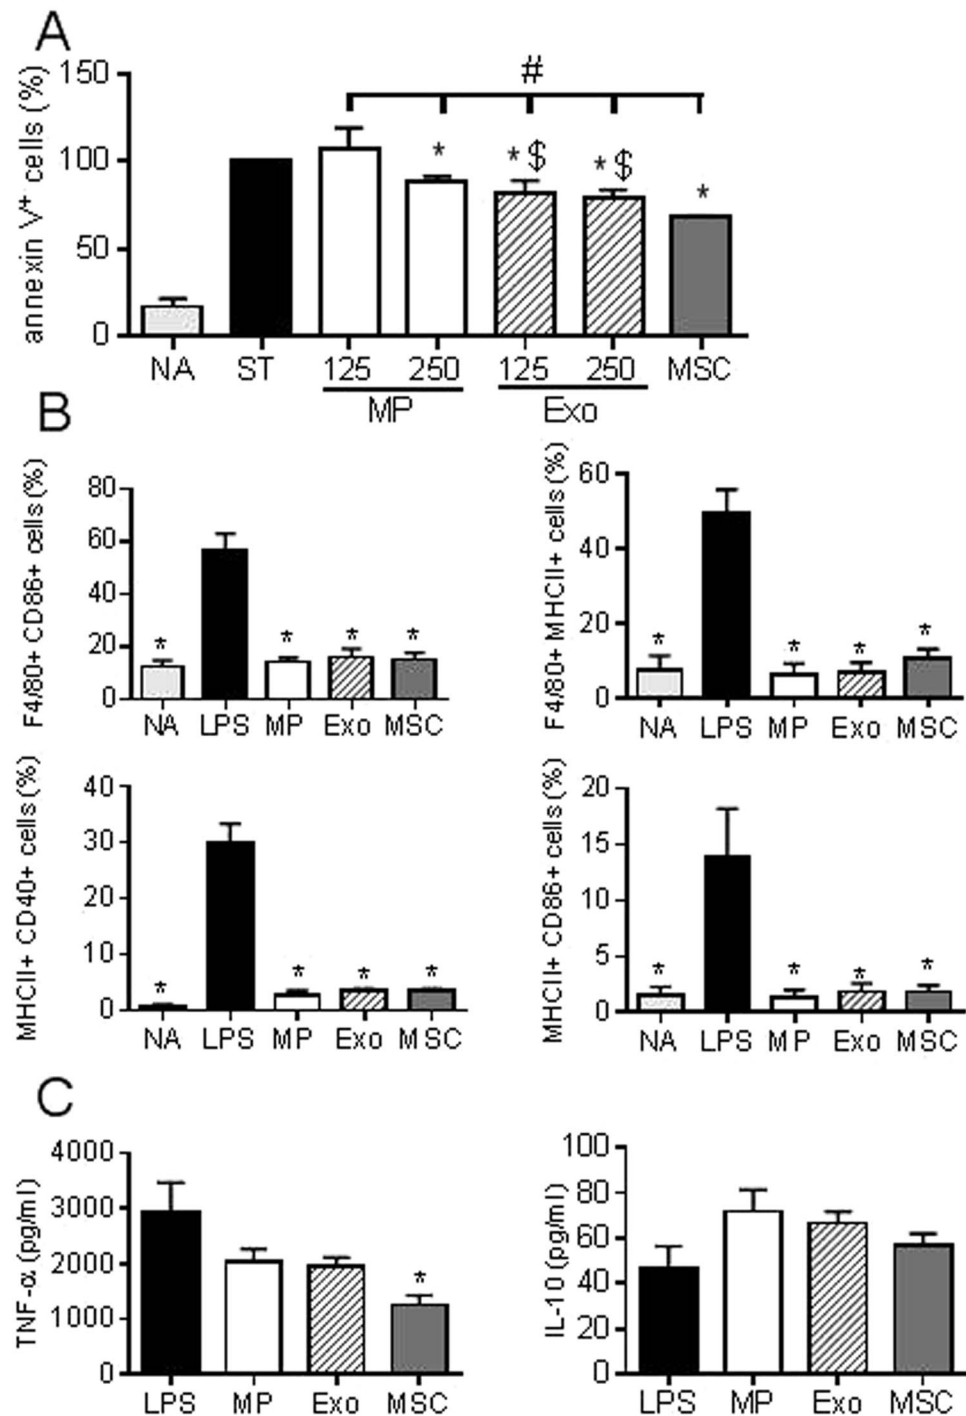 A
annexin V+ cells (%)
150
100
50
0
#
*
* $
* $
*
NA ST 125 250 125 250 MSC
MP Exo
B
F4/80+ CD86+ cells (%)
80
60
40
20
0
* * * *
NA LPS MP Exo MSC
F4/80+ MHCII+ cells (%)
60
40
20
0
* * * *
NA LPS MP Exo MSC
MHCII+ CD40+ cells (%)
40
30
20
10
0
* * * *
NA LPS MP Exo MSC
MHCII+ CD86+ cells (%)
20
15
10
5
0
* * * *
NA LPS MP Exo MSC
C
TNF-α (pg/ml)
4000
3000
2000
1000
0
*
LPS MP Exo MSC
IL-10 (pg/ml)
100
80
60
40
20
0
LPS MP Exo MSC